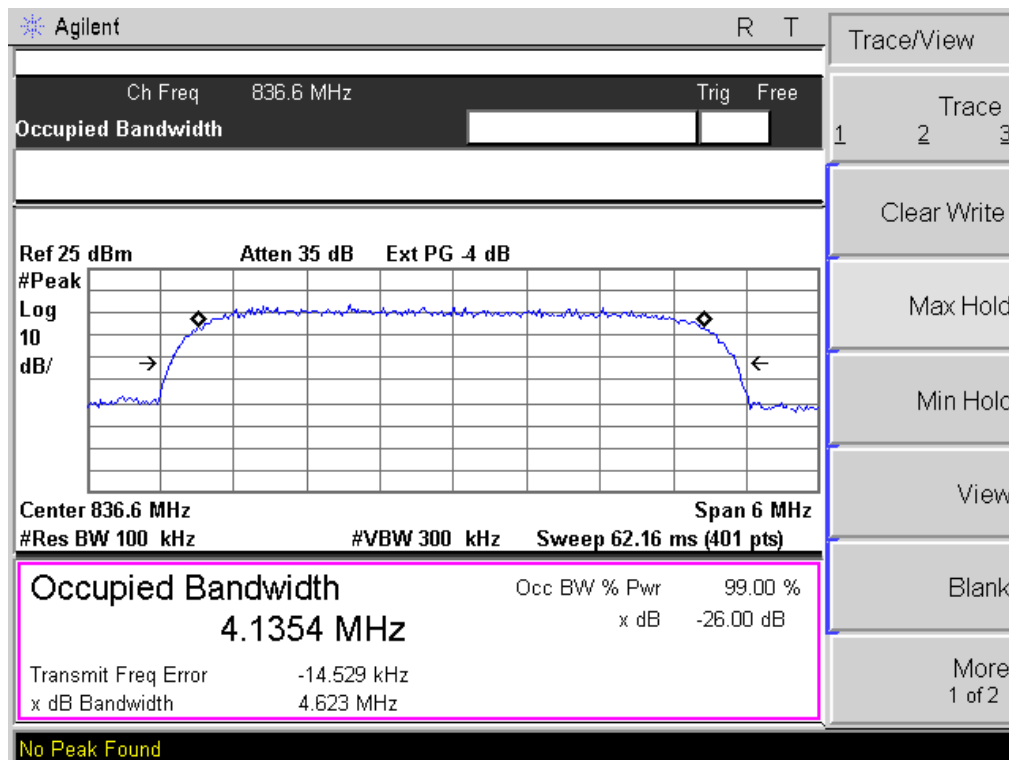 Agilent R T
Trace/View
Ch Freq 836.6 MHz Trig Free
Occupied Bandwidth
Trace
1 2 3
Clear Write
Ref 25 dBm Atten 35 dB Ext PG -4 dB
#Peak
Log
10
dB/
Max Hold
Min Hold
View
Center 836.6 MHz Span 6 MHz
#Res BW 100 kHz #VBW 300 kHz Sweep 62.16 ms (401 pts)
Occupied Bandwidth
4.1354 MHz
Occ BW % Pwr 99.00 %
x dB -26.00 dB
Blank
Transmit Freq Error -14.529 kHz
x dB Bandwidth 4.623 MHz
More
1 of 2
No Peak Found